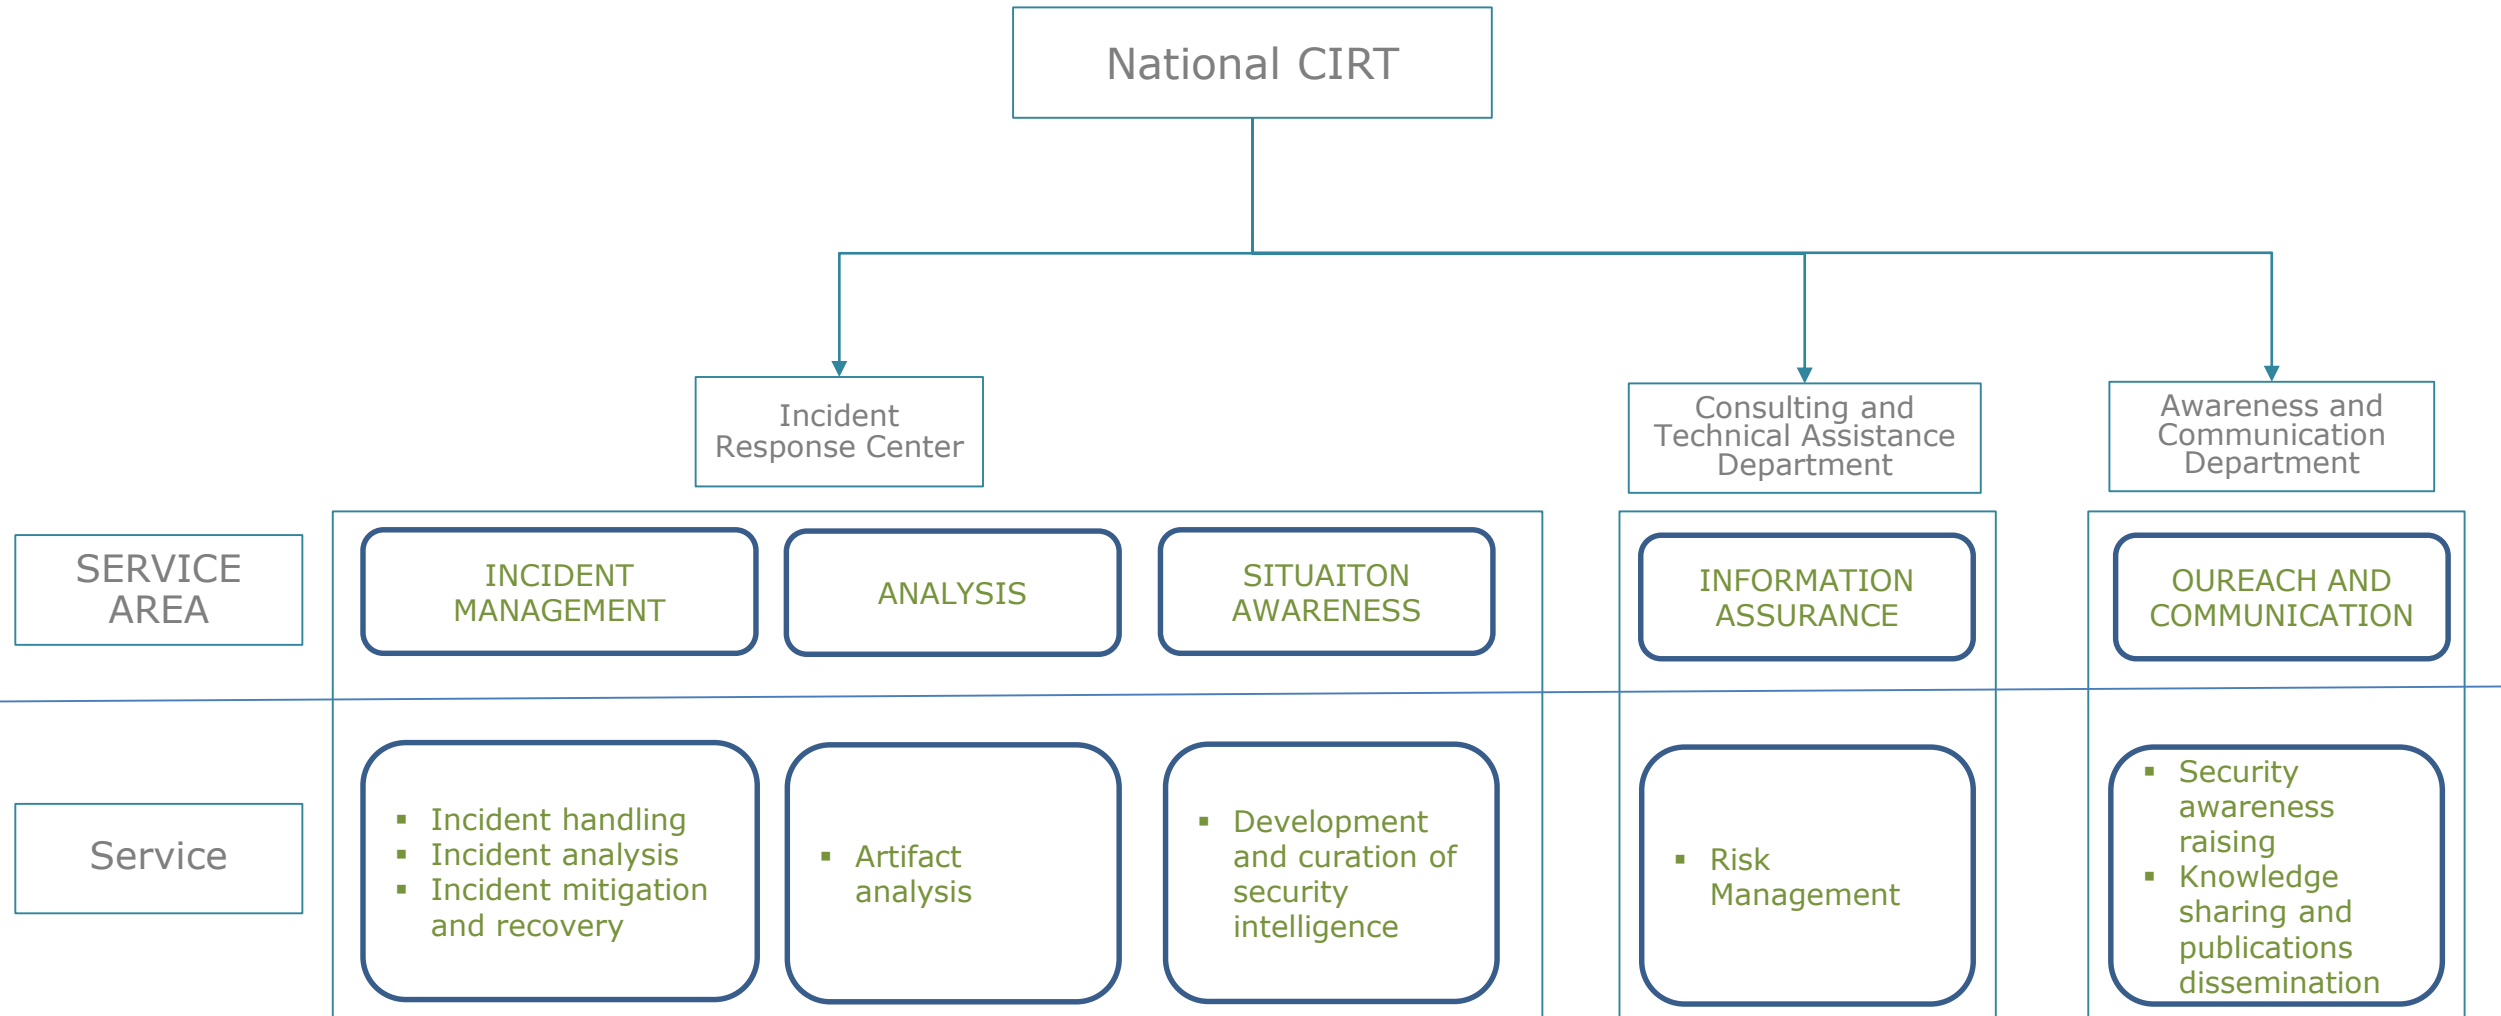 National CIRT
Incident
Response Center
Consulting and
Technical Assistance
Department
Awareness and
Communication
Department
SERVICE
AREA
INCIDENT
MANAGEMENT
ANALYSIS
SITUAITON
AWARENESS
INFORMATION
ASSURANCE
OUREACH AND
COMMUNICATION
Service
▪ Incident handling
▪ Incident analysis
▪ Incident mitigation
and recovery
▪ Artifact
analysis
▪ Development
and curation of
security
intelligence
▪ Risk
Management
▪ Security
awareness
raising
▪ Knowledge
sharing and
publications
dissemination